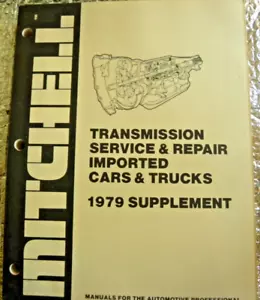 MITCHELL
TRANSMISSION
SERVICE & REPAIR
IMPORTED
CARS & TRUCKS
1979 SUPPLEMENT
MANUALS FOR THE AUTOMOTIVE PROFESSIONAL